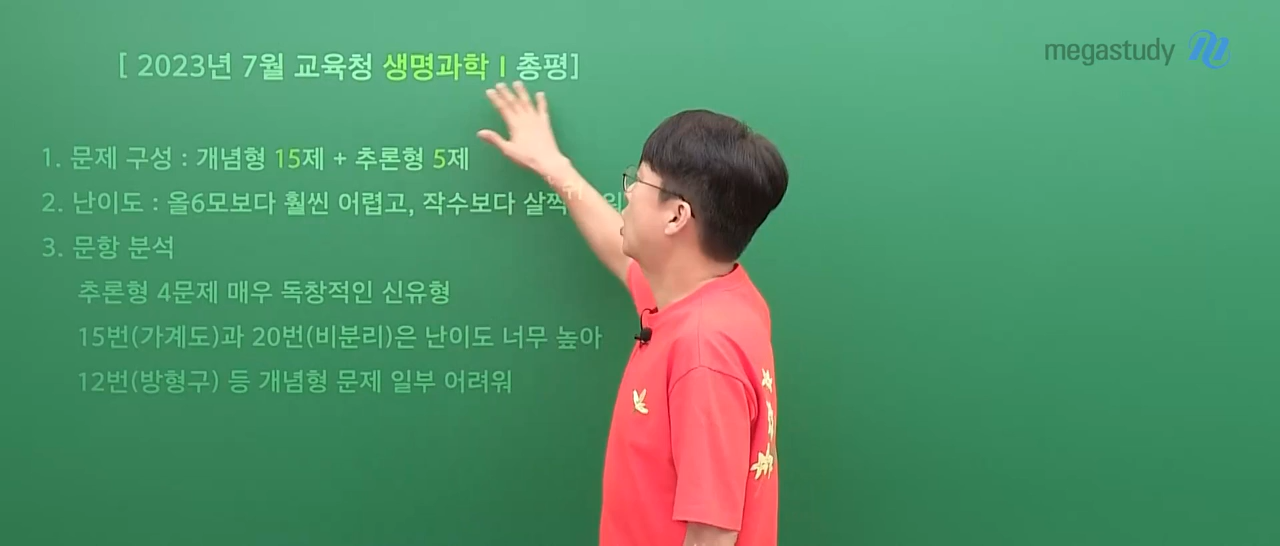 megastudy
[ 2023년 7월 교육청 생명과학 Ⅰ 총평]
1. 문제 구성 : 개념형 15제 + 추론형 5제
2. 난이도 : 올6모보다 훨씬 어렵고, 작수보다 살짝
3. 문항 분석
추론형 4문제 매우 독창적인 신유형
15번(가계도)과 20번(비분리)은 난이도 너무 높아
12번(방형구) 등 개념형 문제 일부 어려워